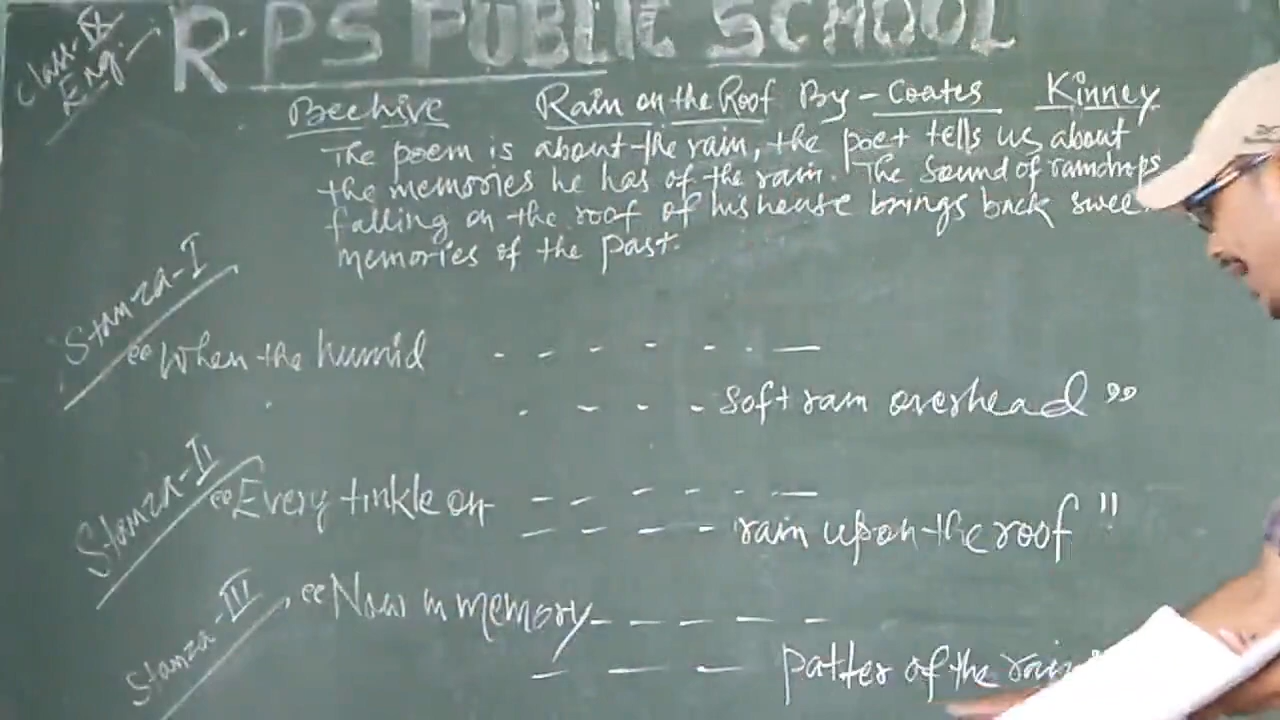 Class-IX
Eng.
R.P.S PUBLIC SCHOOL
Beehive Rain on the Roof By-Coates Kinney
The poem is about the rain, the poet tells us about
the memories he has of the rain. The Sound of raindrops
falling on the roof of his house brings back
memories of the past.
Stanza-I
"When the humid - - - - - - —
- - - - soft rain overhead"
Stanza-II
"Every tinkle on - - - - - —
- - - - rain upon the roof"
Stanza-III
"Now in memory - - - - -
- - - patter of the rain